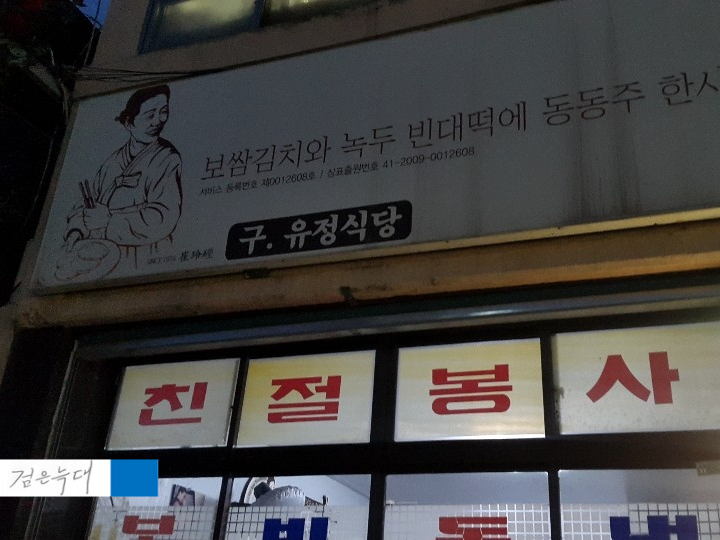 보쌈김치와 녹두 빈대떡에 동동주 한사
서비스 등록번호 제0012608호 / 상표출원번호 41-2009-0012608
구. 유정식당
친절봉사
검은늑대